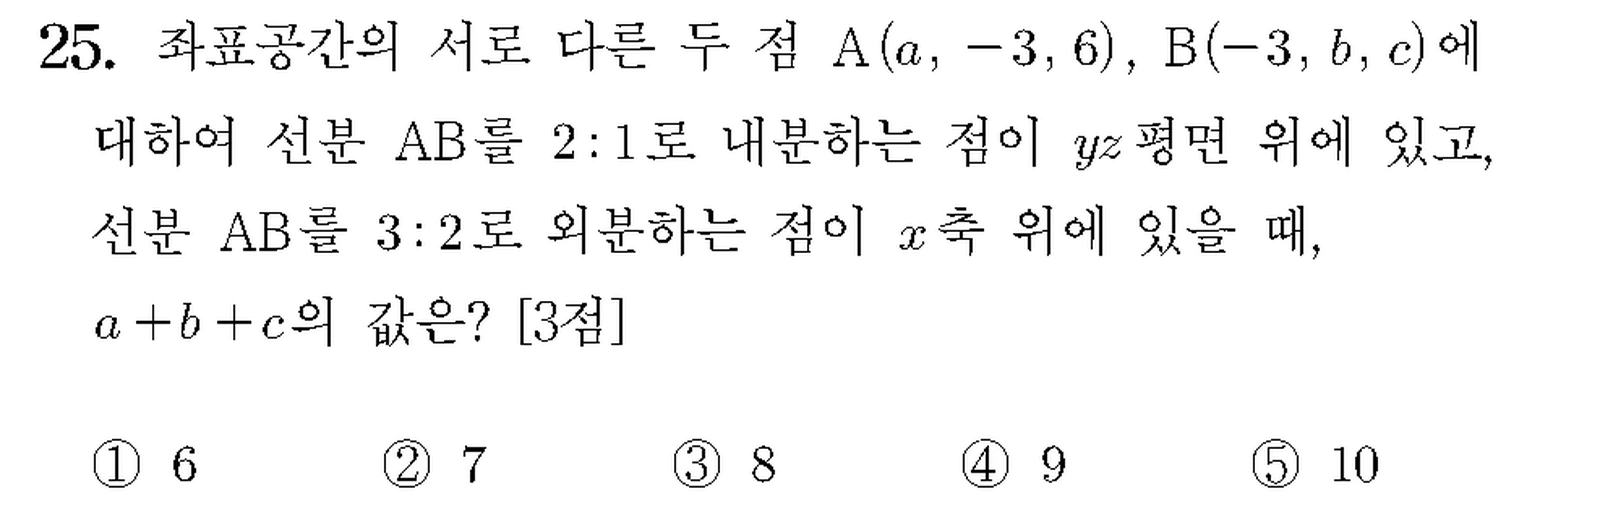 25. 좌표공간의 서로 다른 두 점 A(a, −3, 6), B(−3, b, c)에
대하여 선분 AB를 2:1로 내분하는 점이 yz평면 위에 있고,
선분 AB를 3:2로 외분하는 점이 x축 위에 있을 때,
a+b+c의 값은? [3점]
① 6 ② 7 ③ 8 ④ 9 ⑤ 10